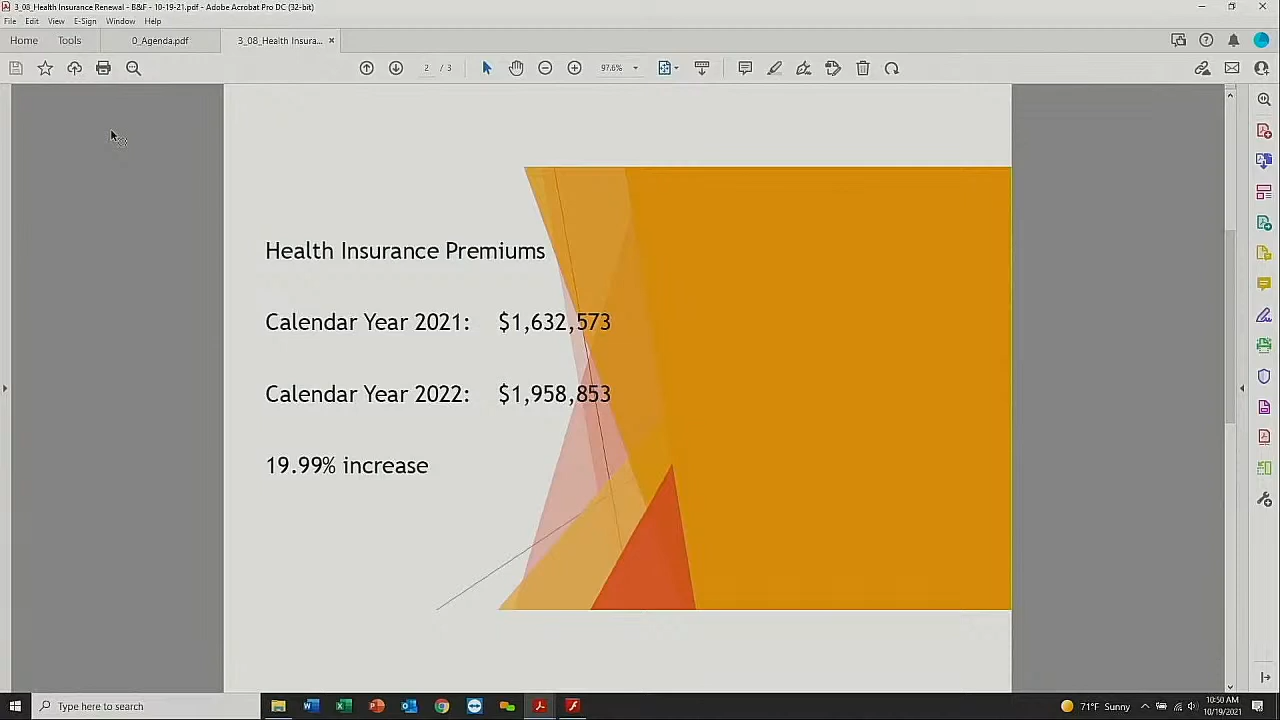 3_08_Health Insurance Renewal - B&F - 10-19-21.pdf - Adobe Acrobat Pro DC (32-bit)
File Edit View E-Sign Window Help
Home Tools 0_Agenda.pdf 3_08_Health Insura... ×
2 / 3 97.6%
Health Insurance Premiums
Calendar Year 2021: $1,632,573
Calendar Year 2022: $1,958,853
19.99% increase
Type here to search
71°F Sunny
10:50 AM
10/19/2021